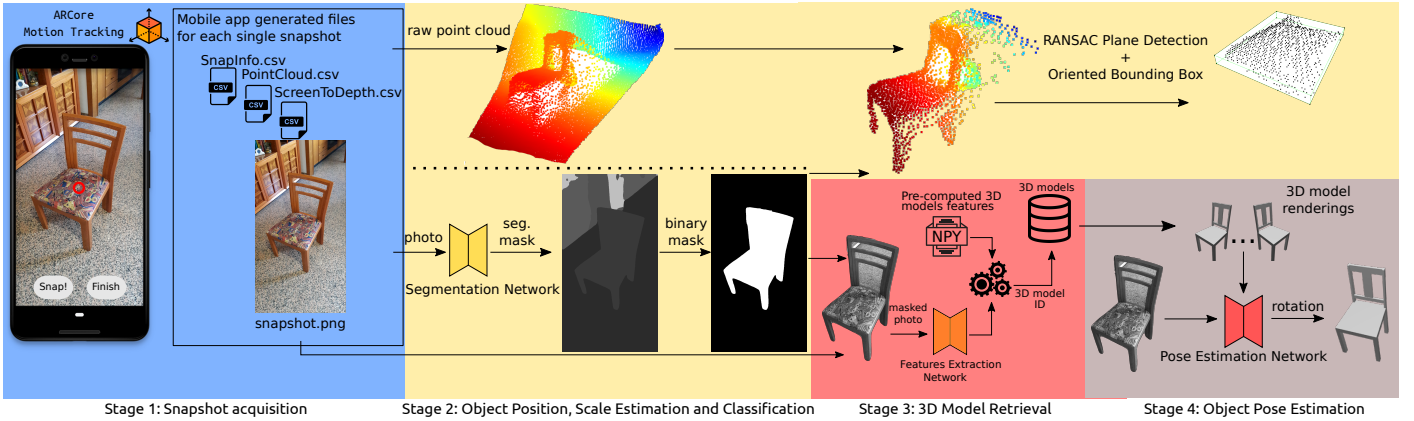 ARCore
Motion Tracking
Mobile app generated files
for each single snapshot
SnapInfo.csv
PointCloud.csv
ScreenToDepth.csv
CSV
CSV
CSV
Snap!
Finish
snapshot.png
Stage 1: Snapshot acquisition
raw point cloud
RANSAC Plane Detection
+
Oriented Bounding Box
photo
seg.
mask
binary
mask
Segmentation Network
Stage 2: Object Position, Scale Estimation and Classification
Pre-computed 3D
models features
NPY
3D models
3D model
ID
masked
photo
Features Extraction
Network
Stage 3: 3D Model Retrieval
3D model
renderings
...
rotation
Pose Estimation Network
Stage 4: Object Pose Estimation